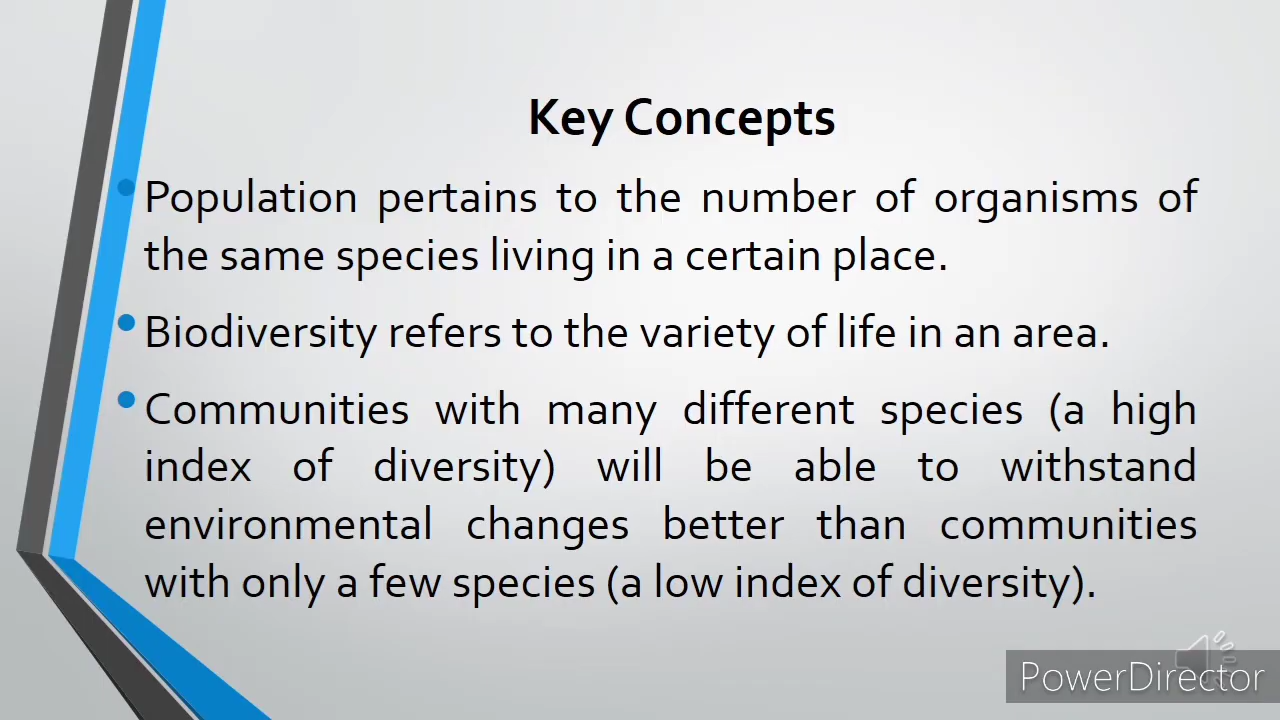 Key Concepts
• Population pertains to the number of organisms of
the same species living in a certain place.
• Biodiversity refers to the variety of life in an area.
• Communities with many different species (a high
index of diversity) will be able to withstand
environmental changes better than communities
with only a few species (a low index of diversity).
PowerDirector